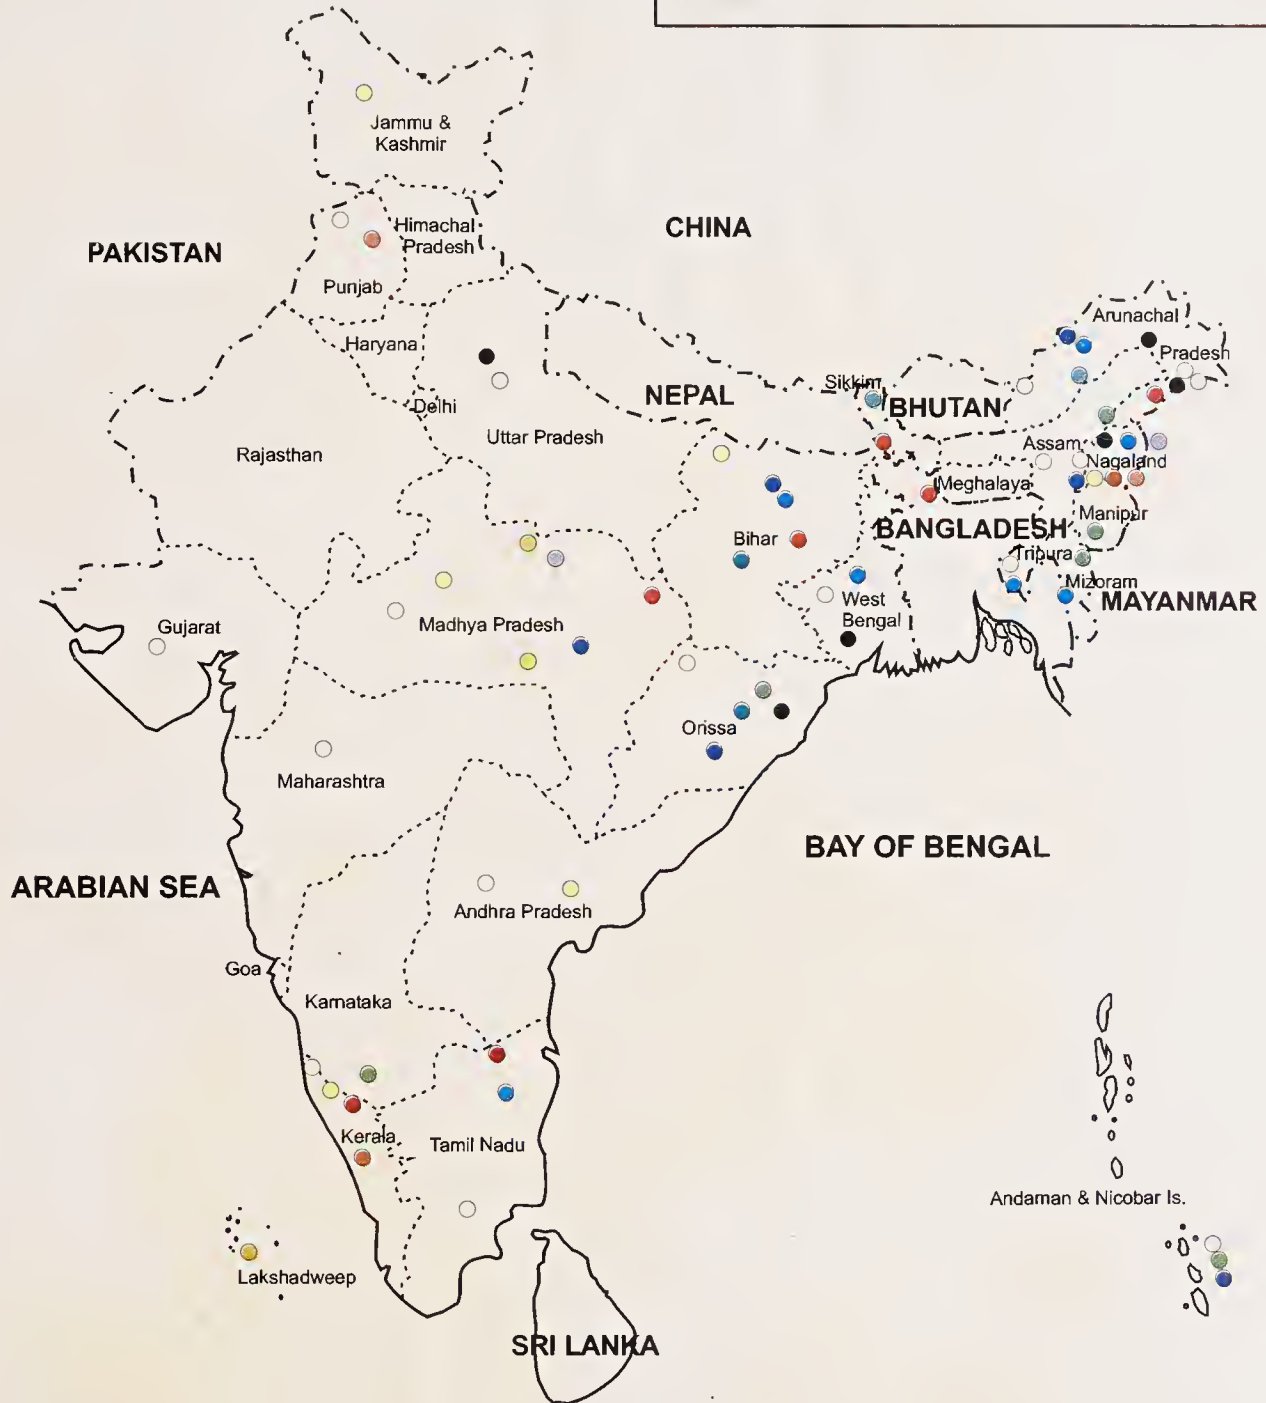 Jammu &
Kashmir
Himachal
Pradesh
CHINA
PAKISTAN
Punjab
Arunachal
Haryana
Pradesh
Sikkim
NEPAL
BHUTAN
Delhi
Uttar Pradesh
Assam
Rajasthan
Nagaland
Meghalaya
Manipur
BANGLADESH
Bihar
Tripura
Mizoram
West
Bengal
MAYANMAR
Madhya Pradesh
Gujarat
Orissa
Maharashtra
BAY OF BENGAL
ARABIAN SEA
Andhra Pradesh
Goa
Karnataka
Kerala
Tamil Nadu
Andaman & Nicobar Is.
Lakshadweep
SRI LANKA